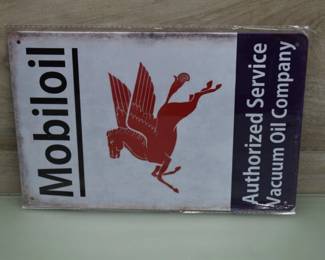 Mobiloil
Authorized Service
Vacuum Oil Company